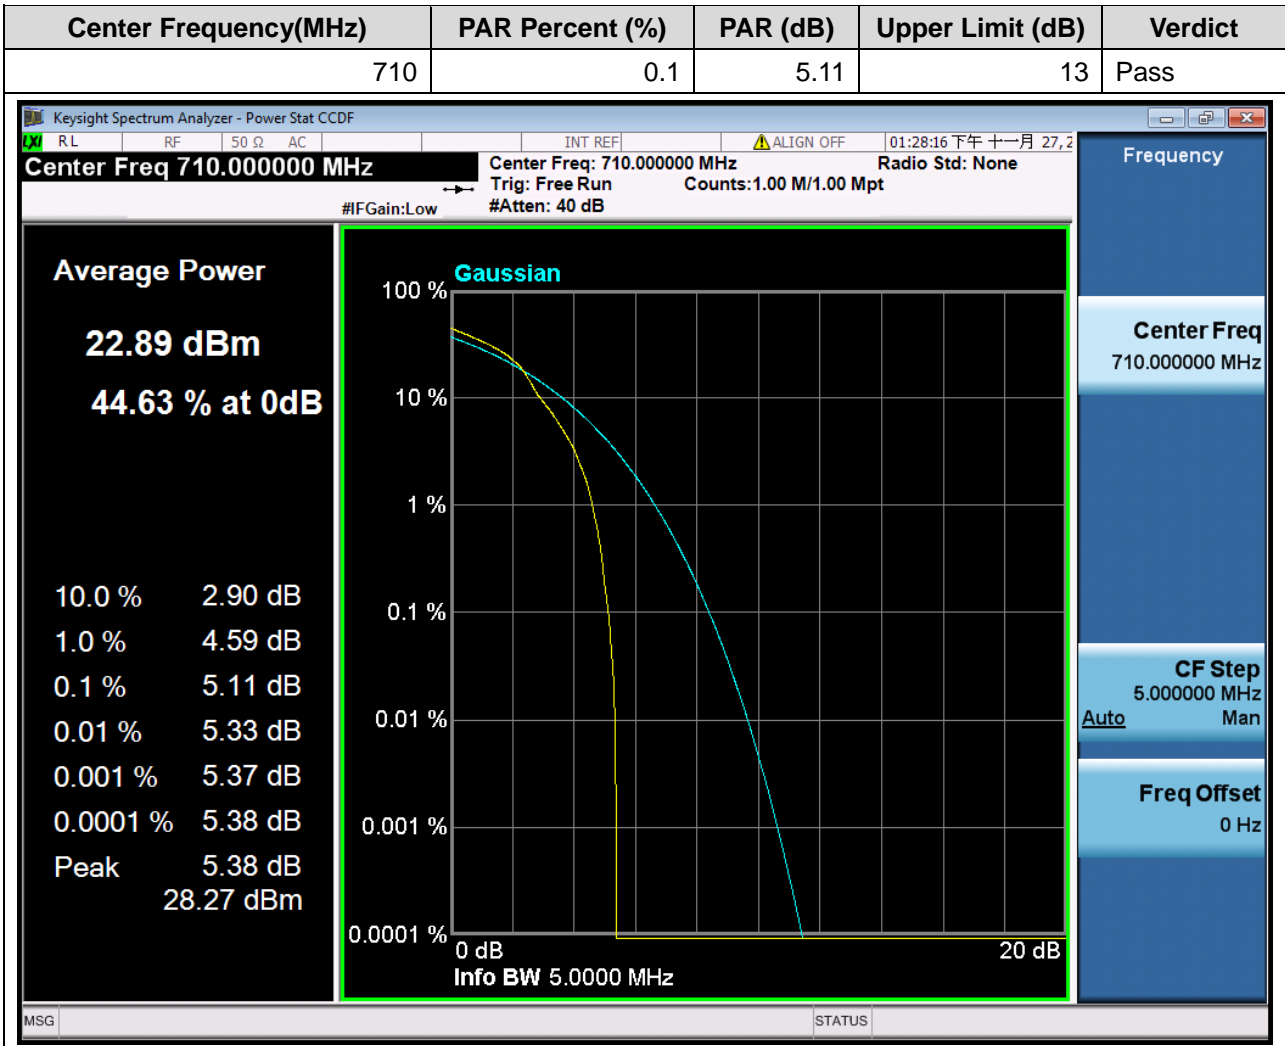 Center Frequency(MHz) PAR Percent (%) PAR (dB) Upper Limit (dB) Verdict
710 0.1 5.11 13 Pass
Keysight Spectrum Analyzer - Power Stat CCDF
LXI RL RF 50 Ω AC INT REF ALIGN OFF 01:28:16 下午 十一月 27, 2
Center Freq 710.000000 MHz
Center Freq: 710.000000 MHz Radio Std: None
Trig: Free Run Counts:1.00 M/1.00 Mpt
#IFGain:Low #Atten: 40 dB
Average Power
22.89 dBm
44.63 % at 0dB
10.0 % 2.90 dB
1.0 % 4.59 dB
0.1 % 5.11 dB
0.01 % 5.33 dB
0.001 % 5.37 dB
0.0001 % 5.38 dB
Peak 5.38 dB
28.27 dBm
Gaussian
100 %
10 %
1 %
0.1 %
0.01 %
0.001 %
0.0001 %
0 dB 20 dB
Info BW 5.0000 MHz
Frequency
Center Freq
710.000000 MHz
CF Step
5.000000 MHz
Auto Man
Freq Offset
0 Hz
MSG STATUS